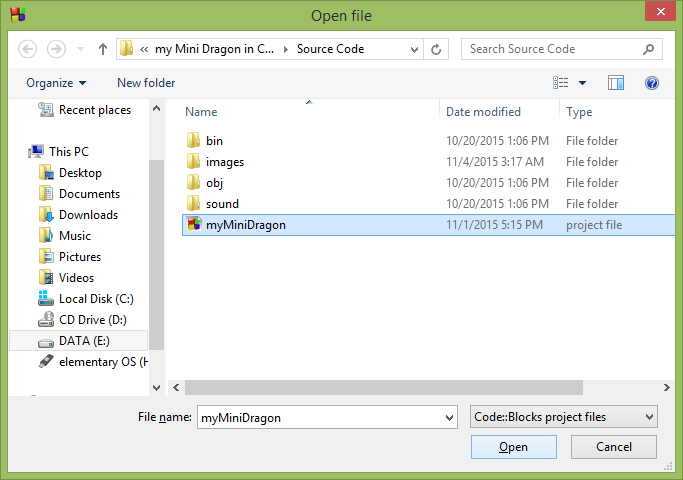 Open file
« my Mini Dragon in C... Source Code
Search Source Code
Organize New folder
Recent places
This PC
Desktop
Documents
Downloads
Music
Pictures
Videos
Local Disk (C:)
CD Drive (D:)
DATA (E:)
elementary OS (H
Name Date modified Type
bin 10/20/2015 1:06 PM File folder
images 11/4/2015 3:17 AM File folder
obj 10/20/2015 1:06 PM File folder
sound 10/20/2015 1:06 PM File folder
myMiniDragon 11/1/2015 5:15 PM project file
File name: myMiniDragon Code::Blocks project files
Open Cancel